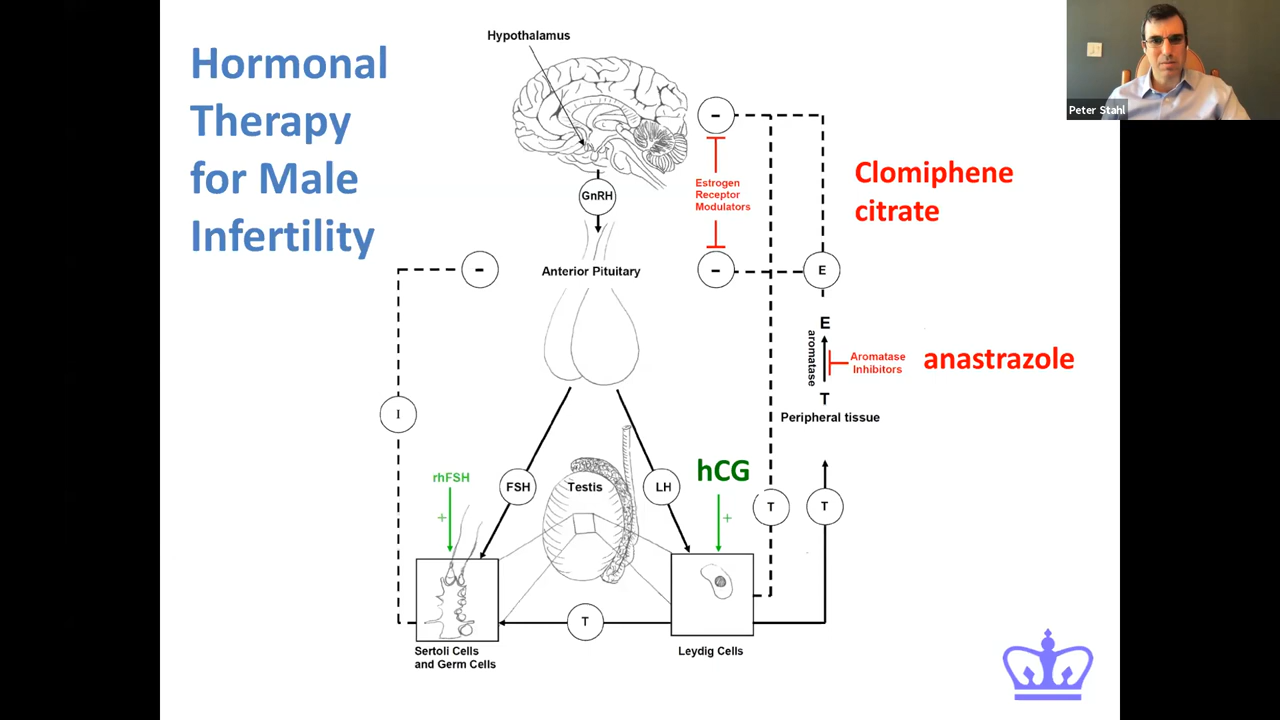 Hormonal
Therapy
for Male
Infertility
Hypothalamus
GnRH
Anterior Pituitary
-
-
-
Estrogen
Receptor
Modulators
E
Clomiphene
citrate
E
aromatase
T
Aromatase
Inhibitors
anastrazole
Peripheral tissue
I
rhFSH
+
FSH
Testis
LH
hCG
+
T
T
T
Sertoli Cells
and Germ Cells
Leydig Cells
Peter Stahl